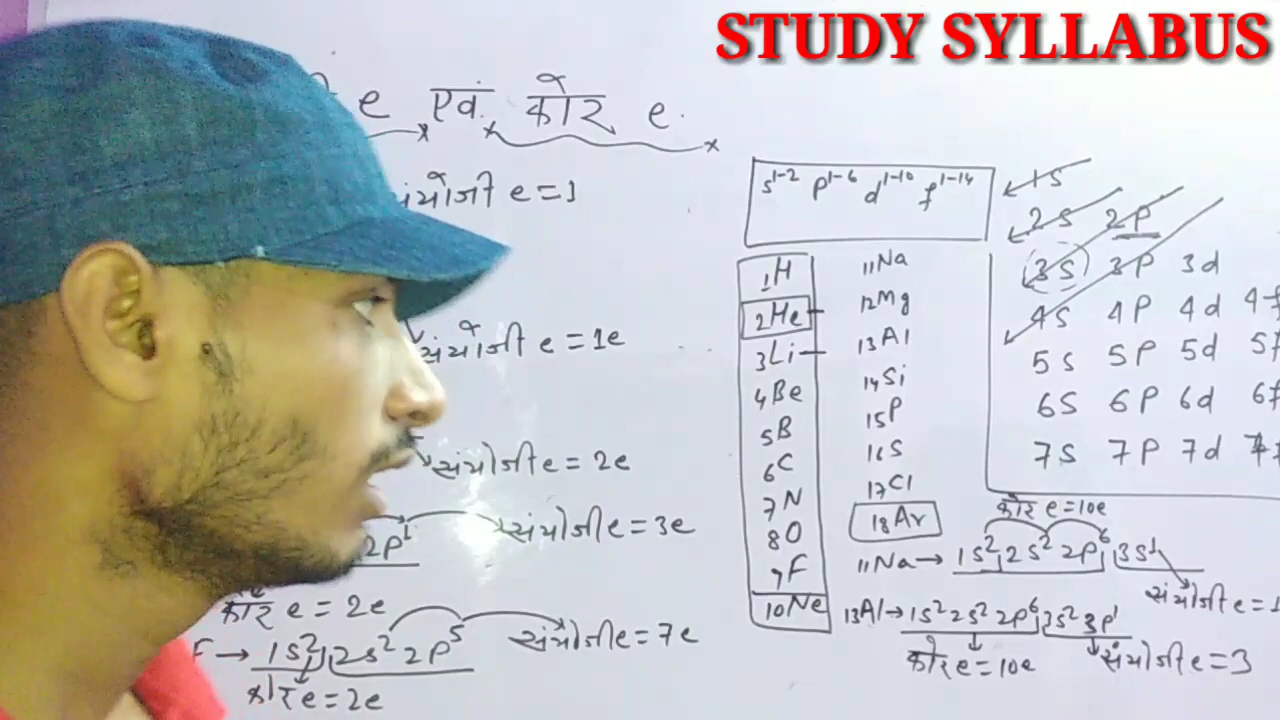 STUDY SYLLABUS
e एवं कोर e.
संयोजी e = 1
संयोजी e = 1e
संयोजी e = 2e
2p¹ संयोजी e = 3e
कोर e = 2e
F → 1s² 2s² 2p⁵ संयोजी e = 7e
कोर e = 2e
s¹⁻² p¹⁻⁶ d¹⁻¹⁰ f¹⁻¹⁴
₁H
₂He
₃Li
₄Be
₅B
₆C
₇N
₈O
₉F
₁₀Ne
₁₁Na
₁₂Mg
₁₃Al
₁₄Si
₁₅P
₁₆S
₁₇Cl
₁₈Ar
1s
2s 2p
3s 3p 3d
4s 4p 4d 4f
5s 5p 5d 5f
6s 6p 6d 6f
7s 7p 7d 7f
कोर e = 10e
₁₁Na → 1s² 2s² 2p⁶ 3s¹
संयोजी e = 1
₁₃Al → 1s² 2s² 2p⁶ 3s² 3p¹
कोर e = 10e संयोजी e = 3